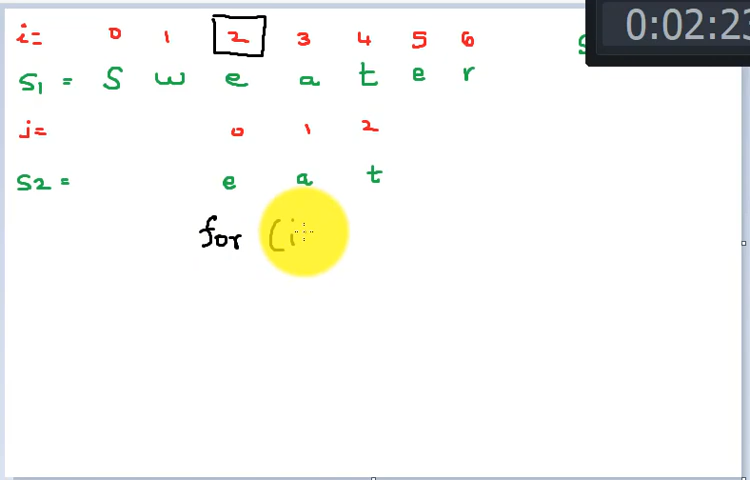 i= 0 1 2 3 4 5 6
0:02:23
S1 = S w e a t e r
j= 0 1 2
S2 = e a t
for (i